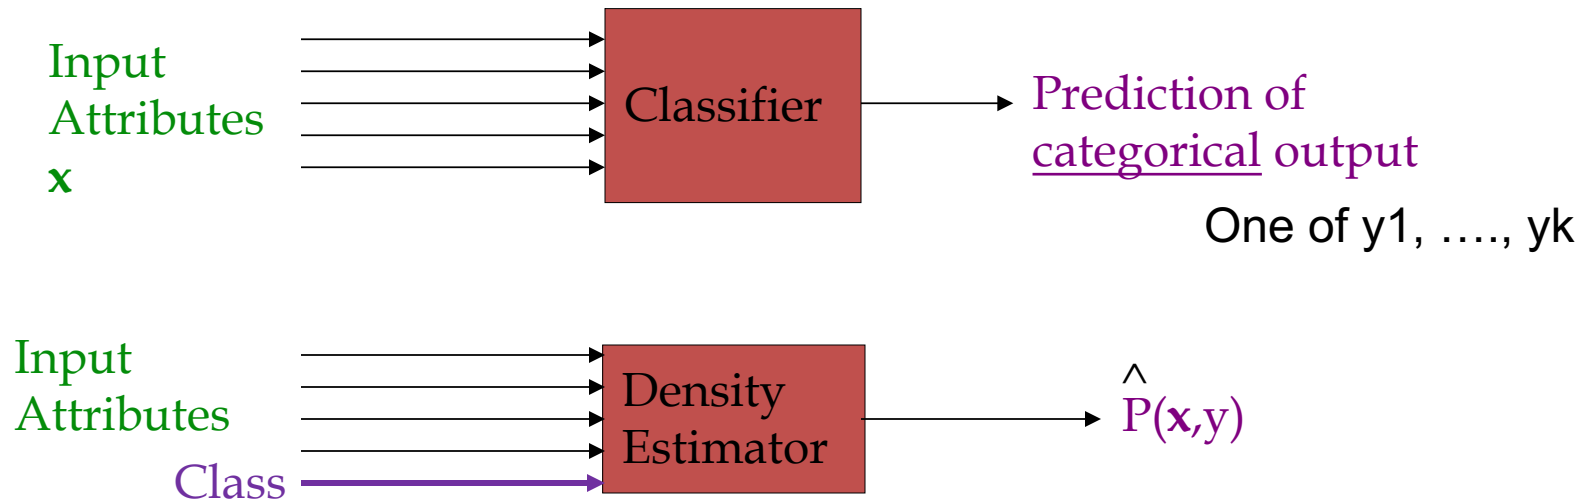 Input
Attributes
x
Classifier
Prediction of
categorical output
One of y1, …., yk
Input
Attributes
Class
Density
Estimator
^
P(x,y)